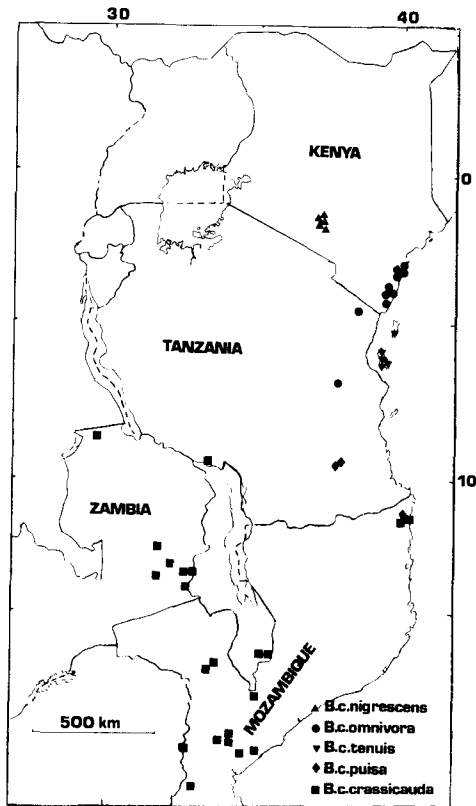 30 40
KENYA
0
TANZANIA
10
ZAMBIA
MOZAMBIQUE
500 km
B.c.nigrescens
B.c.omnivora
B.c.tenuis
B.c.puisa
B.c.crassicauda